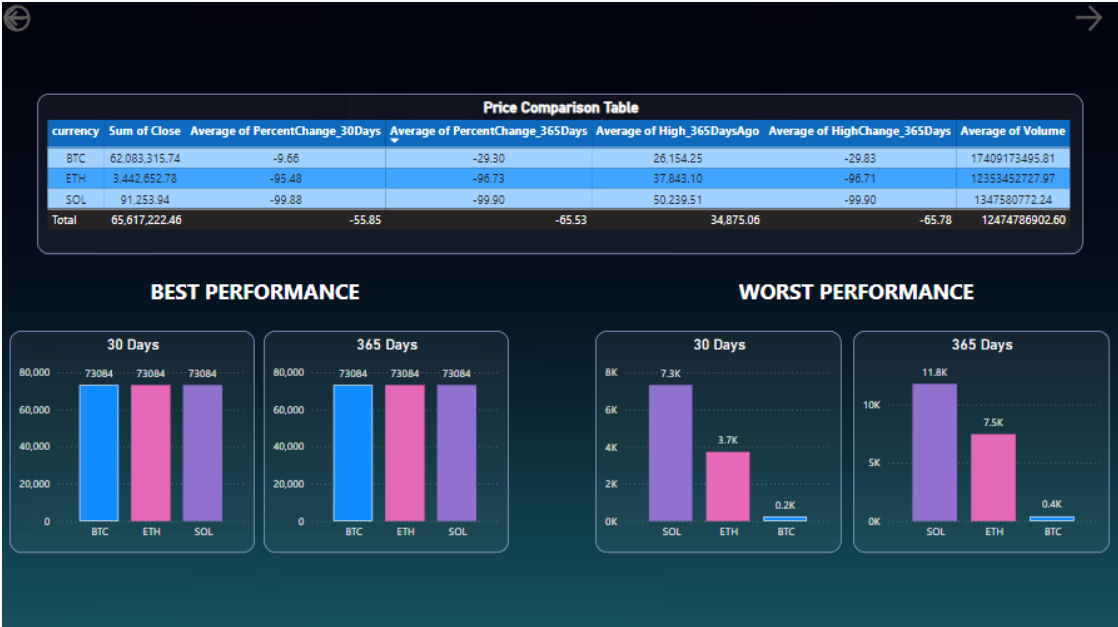 Price Comparison Table
currency Sum of Close Average of PercentChange_30Days Average of PercentChange_365Days Average of High_365DaysAgo Average of HighChange_365Days Average of Volume
BTC 62,083,315.74 -9.66 -29.30 26,154.25 -29.83 17409173495.81
ETH 3,442,652.78 -95.48 -96.73 37,843.10 -96.71 12353452727.97
SOL 91,253.94 -99.88 -99.90 50,239.51 -99.90 1347580772.24
Total 65,617,222.46 -55.85 -65.53 34,875.06 -65.78 12474786902.60
BEST PERFORMANCE
30 Days
80,000
60,000
40,000
20,000
0
73084 73084 73084
BTC ETH SOL
365 Days
80,000
60,000
40,000
20,000
0
73084 73084 73084
BTC ETH SOL
WORST PERFORMANCE
30 Days
8K
6K
4K
2K
0K
7.3K
3.7K
0.2K
SOL ETH BTC
365 Days
10K
5K
0K
11.8K
7.5K
0.4K
SOL ETH BTC